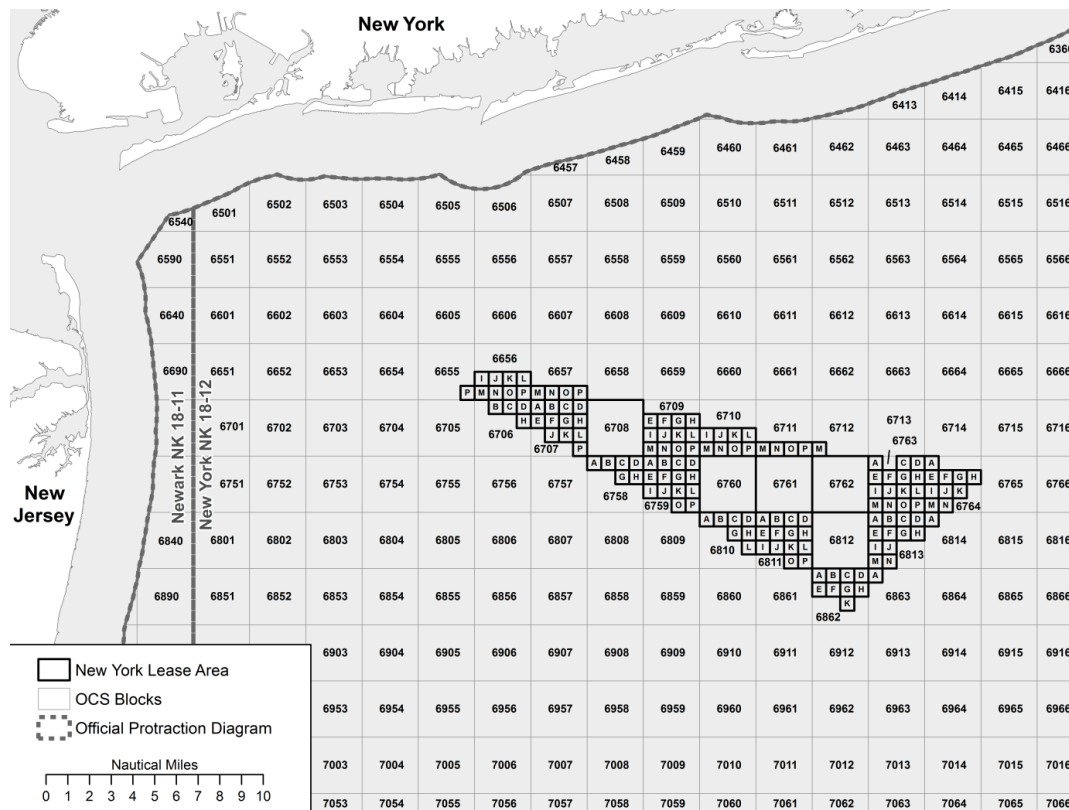 New York
6360
6413 6414 6415 6416
6457 6458 6459 6460 6461 6462 6463 6464 6465 6466
6540 6501 6502 6503 6504 6505 6506 6507 6508 6509 6510 6511 6512 6513 6514 6515 6516
6590 6551 6552 6553 6554 6555 6556 6557 6558 6559 6560 6561 6562 6563 6564 6565 6566
6640 6601 6602 6603 6604 6605 6606 6607 6608 6609 6610 6611 6612 6613 6614 6615 6616
6656
6690 6651 6652 6653 6654 6655 6657 6658 6659 6660 6661 6662 6663 6664 6665 6666
I J K L
P M N O P M N O P
B C D A B C D
6709 6710 6713
H E F G H E F G H
6701 6702 6703 6704 6705 6706 6707 6708 6711 6712 6714 6715 6716
J K L I J K L I J K L
6763
P M N O P M N O P M N O P M
A B C D A B C D A C D A
G H E F G H E F G H E F G H
6751 6752 6753 6754 6755 6756 6757 6758 6760 6761 6762 6765 6766
I J K L I J K L I J K
6759 O P M N O P M N 6764
A B C D A B C D A B C D A
G H E F G H E F G H
6840 6801 6802 6803 6804 6805 6806 6807 6808 6809 6810 6812 6814 6815 6816
L I J K L I J 6813
6811 O P M N
A B C D A
E F G H
6890 6851 6852 6853 6854 6855 6856 6857 6858 6859 6860 6861 6863 6864 6865 6866
K
6862
Newark NK 18-11
New York NK 18-12
New
Jersey
6903 6904 6905 6906 6907 6908 6909 6910 6911 6912 6913 6914 6915 6916
6953 6954 6955 6956 6957 6958 6959 6960 6961 6962 6963 6964 6965 6966
7003 7004 7005 7006 7007 7008 7009 7010 7011 7012 7013 7014 7015 7016
7053 7054 7055 7056 7057 7058 7059 7060 7061 7062 7063 7064 7065 7066
New York Lease Area
OCS Blocks
Official Protraction Diagram
Nautical Miles
0 1 2 3 4 5 6 7 8 9 10